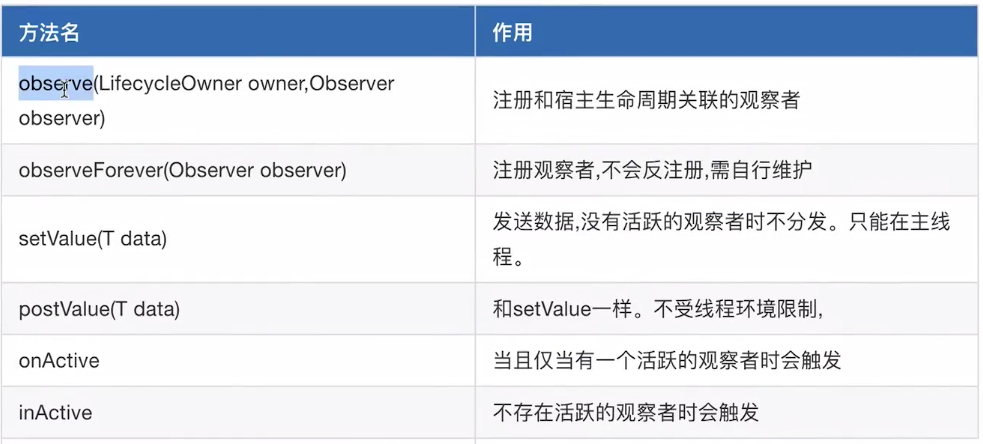 方法名
作用
observe(LifecycleOwner owner,Observer
observer)
注册和宿主生命周期关联的观察者
observeForever(Observer observer)
注册观察者,不会反注册,需自行维护
setValue(T data)
发送数据,没有活跃的观察者时不分发。只能在主线
程。
postValue(T data)
和setValue一样。不受线程环境限制,
onActive
当且仅当有一个活跃的观察者时会触发
inActive
不存在活跃的观察者时会触发